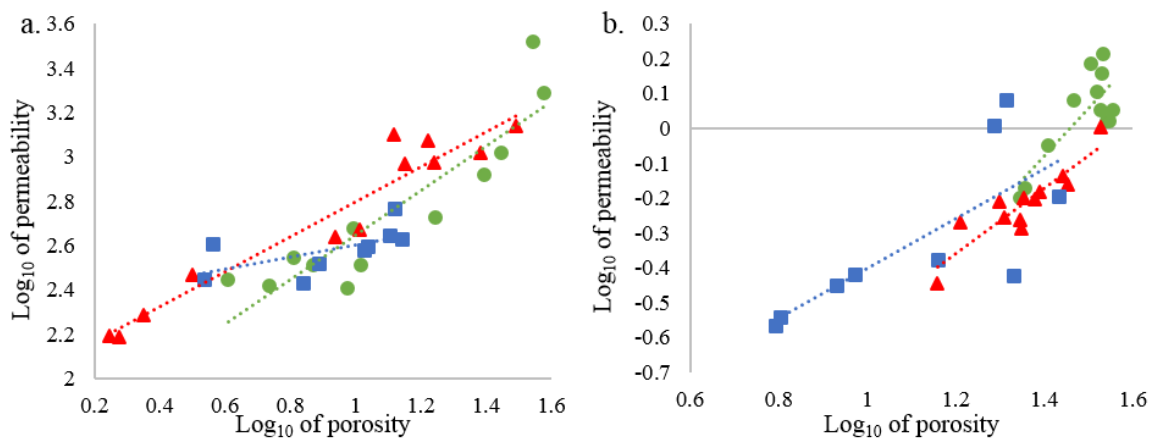 a.
3.6
3.4
3.2
3
2.8
2.6
2.4
2.2
2
Log10 of permeability
0.2 0.4 0.6 0.8 1.0 1.2 1.4 1.6
Log10 of porosity
b.
0.3
0.2
0.1
0
-0.1
-0.2
-0.3
-0.4
-0.5
-0.6
-0.7
Log10 of permeabiliy
0.6 0.8 1 1.2 1.4 1.6
Log10 of porosity